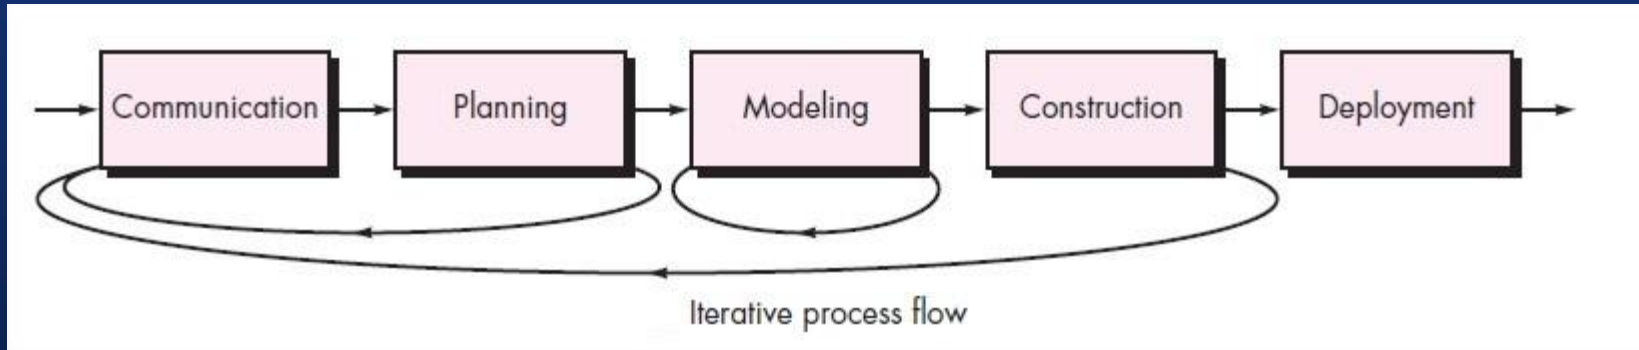 Communication
Planning
Modeling
Construction
Deployment
Iterative process flow